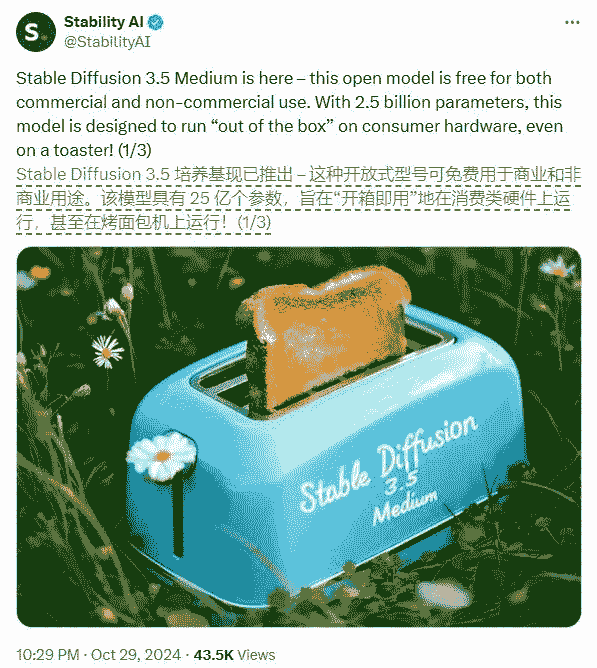 Stability AI
@StabilityAI
Stable Diffusion 3.5 Medium is here – this open model is free for both
commercial and non-commercial use. With 2.5 billion parameters, this
model is designed to run “out of the box” on consumer hardware, even
on a toaster! (1/3)
Stable Diffusion 3.5 培养基现已推出 – 这种开放式型号可免费用于商业和非
商业用途。该模型具有 25 亿个参数，旨在“开箱即用”地在消费类硬件上运
行，甚至在烤面包机上运行！(1/3)
Stable Diffusion
3.5
Medium
10:29 PM · Oct 29, 2024 · 43.5K Views